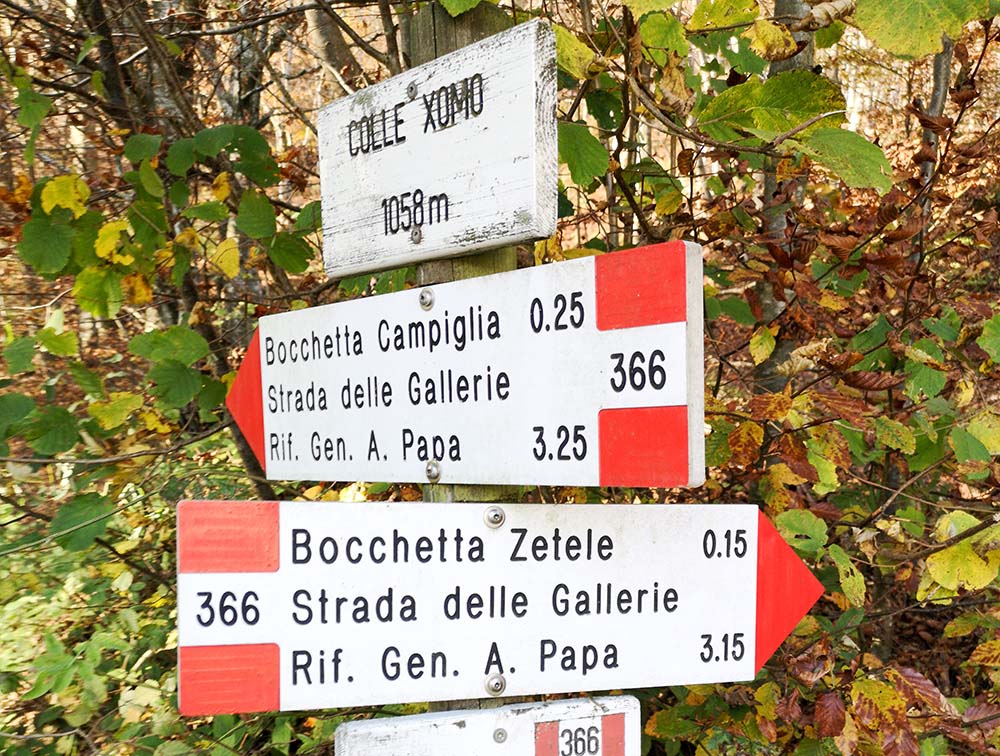 COLLE XOMO
1058 m
Bocchetta Campiglia 0.25
Strada delle Gallerie 366
Rif. Gen. A. Papa 3.25
Bocchetta Zetele 0.15
366 Strada delle Gallerie
Rif. Gen. A. Papa 3.15
366